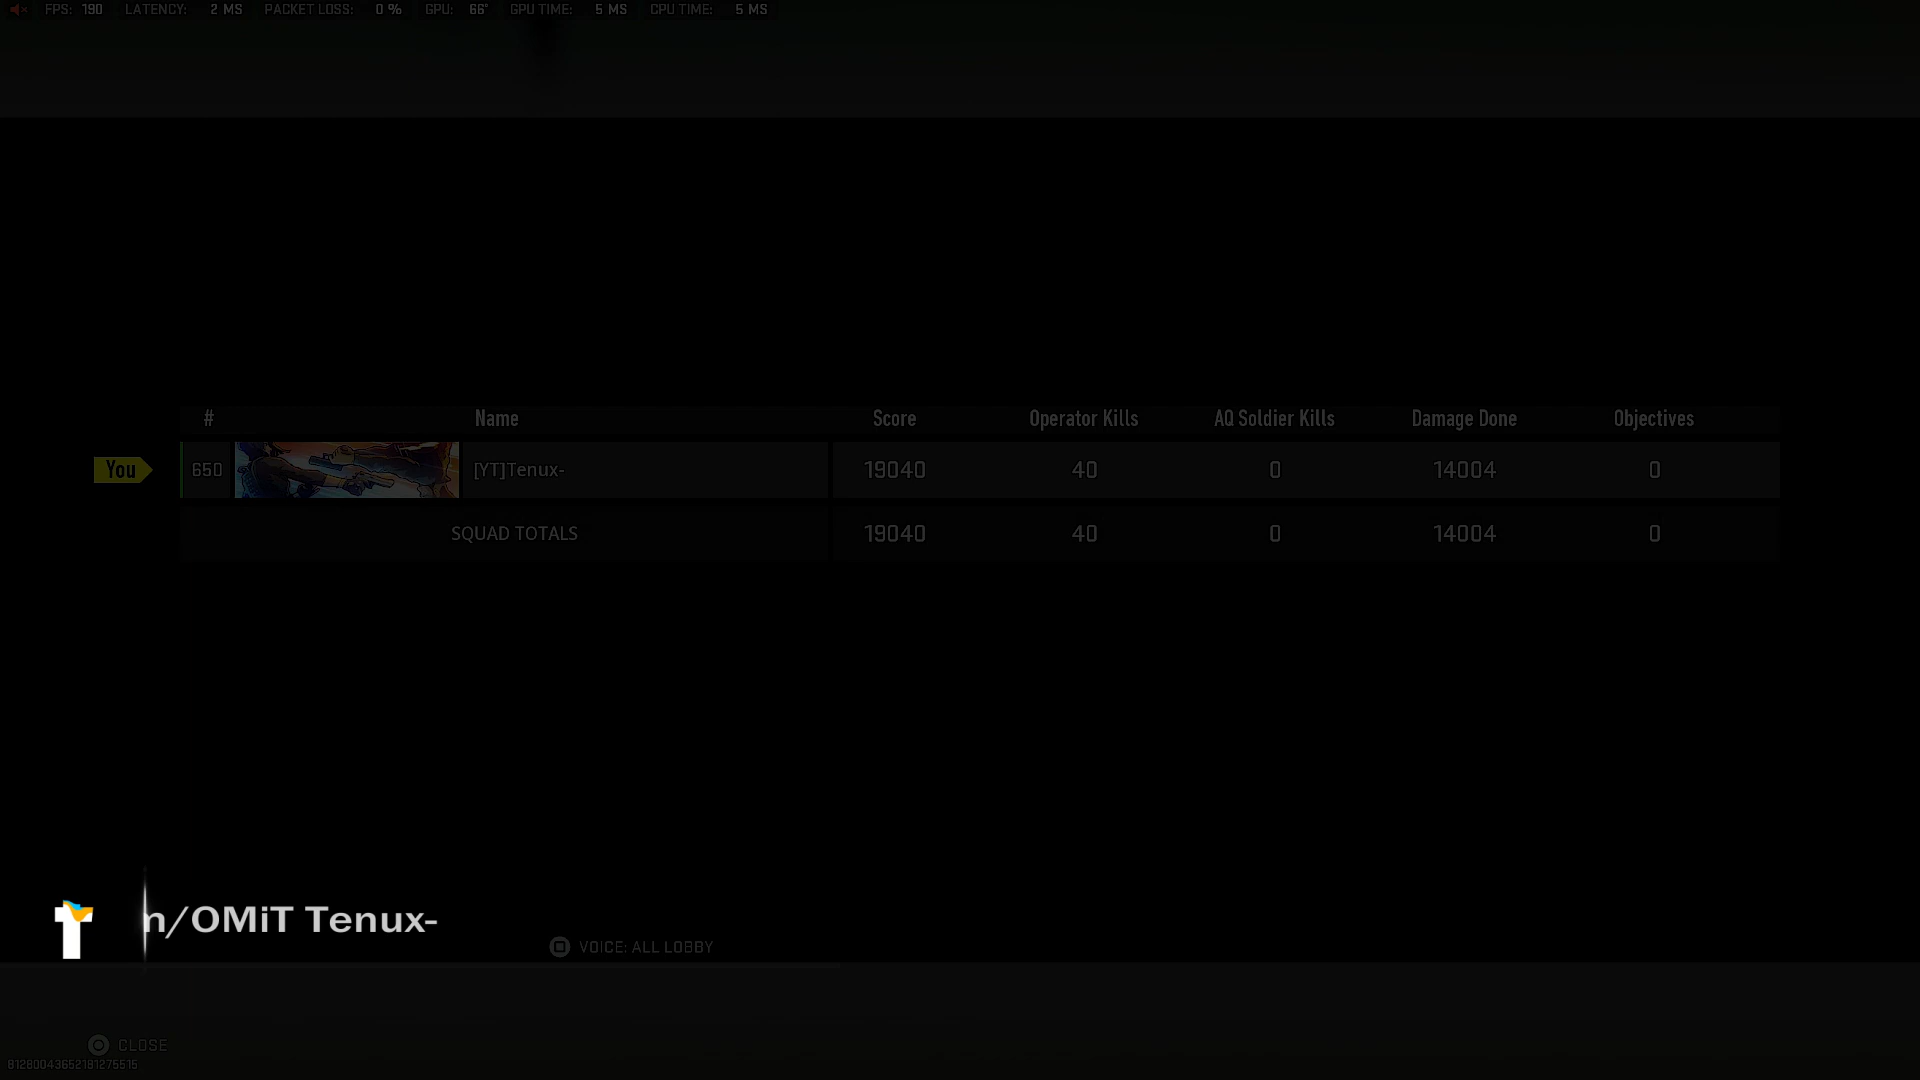 FPS: 190 LATENCY: 2 MS PACKET LOSS: 0 % GPU: 66° GPU TIME: 5 MS CPU TIME: 5 MS
# Name Score Operator Kills AQ Soldier Kills Damage Done Objectives
You 650 [YT]Tenux- 19040 40 0 14004 0
SQUAD TOTALS 19040 40 0 14004 0
n/OMiT Tenux-
VOICE: ALL LOBBY
CLOSE
81280043652181275515